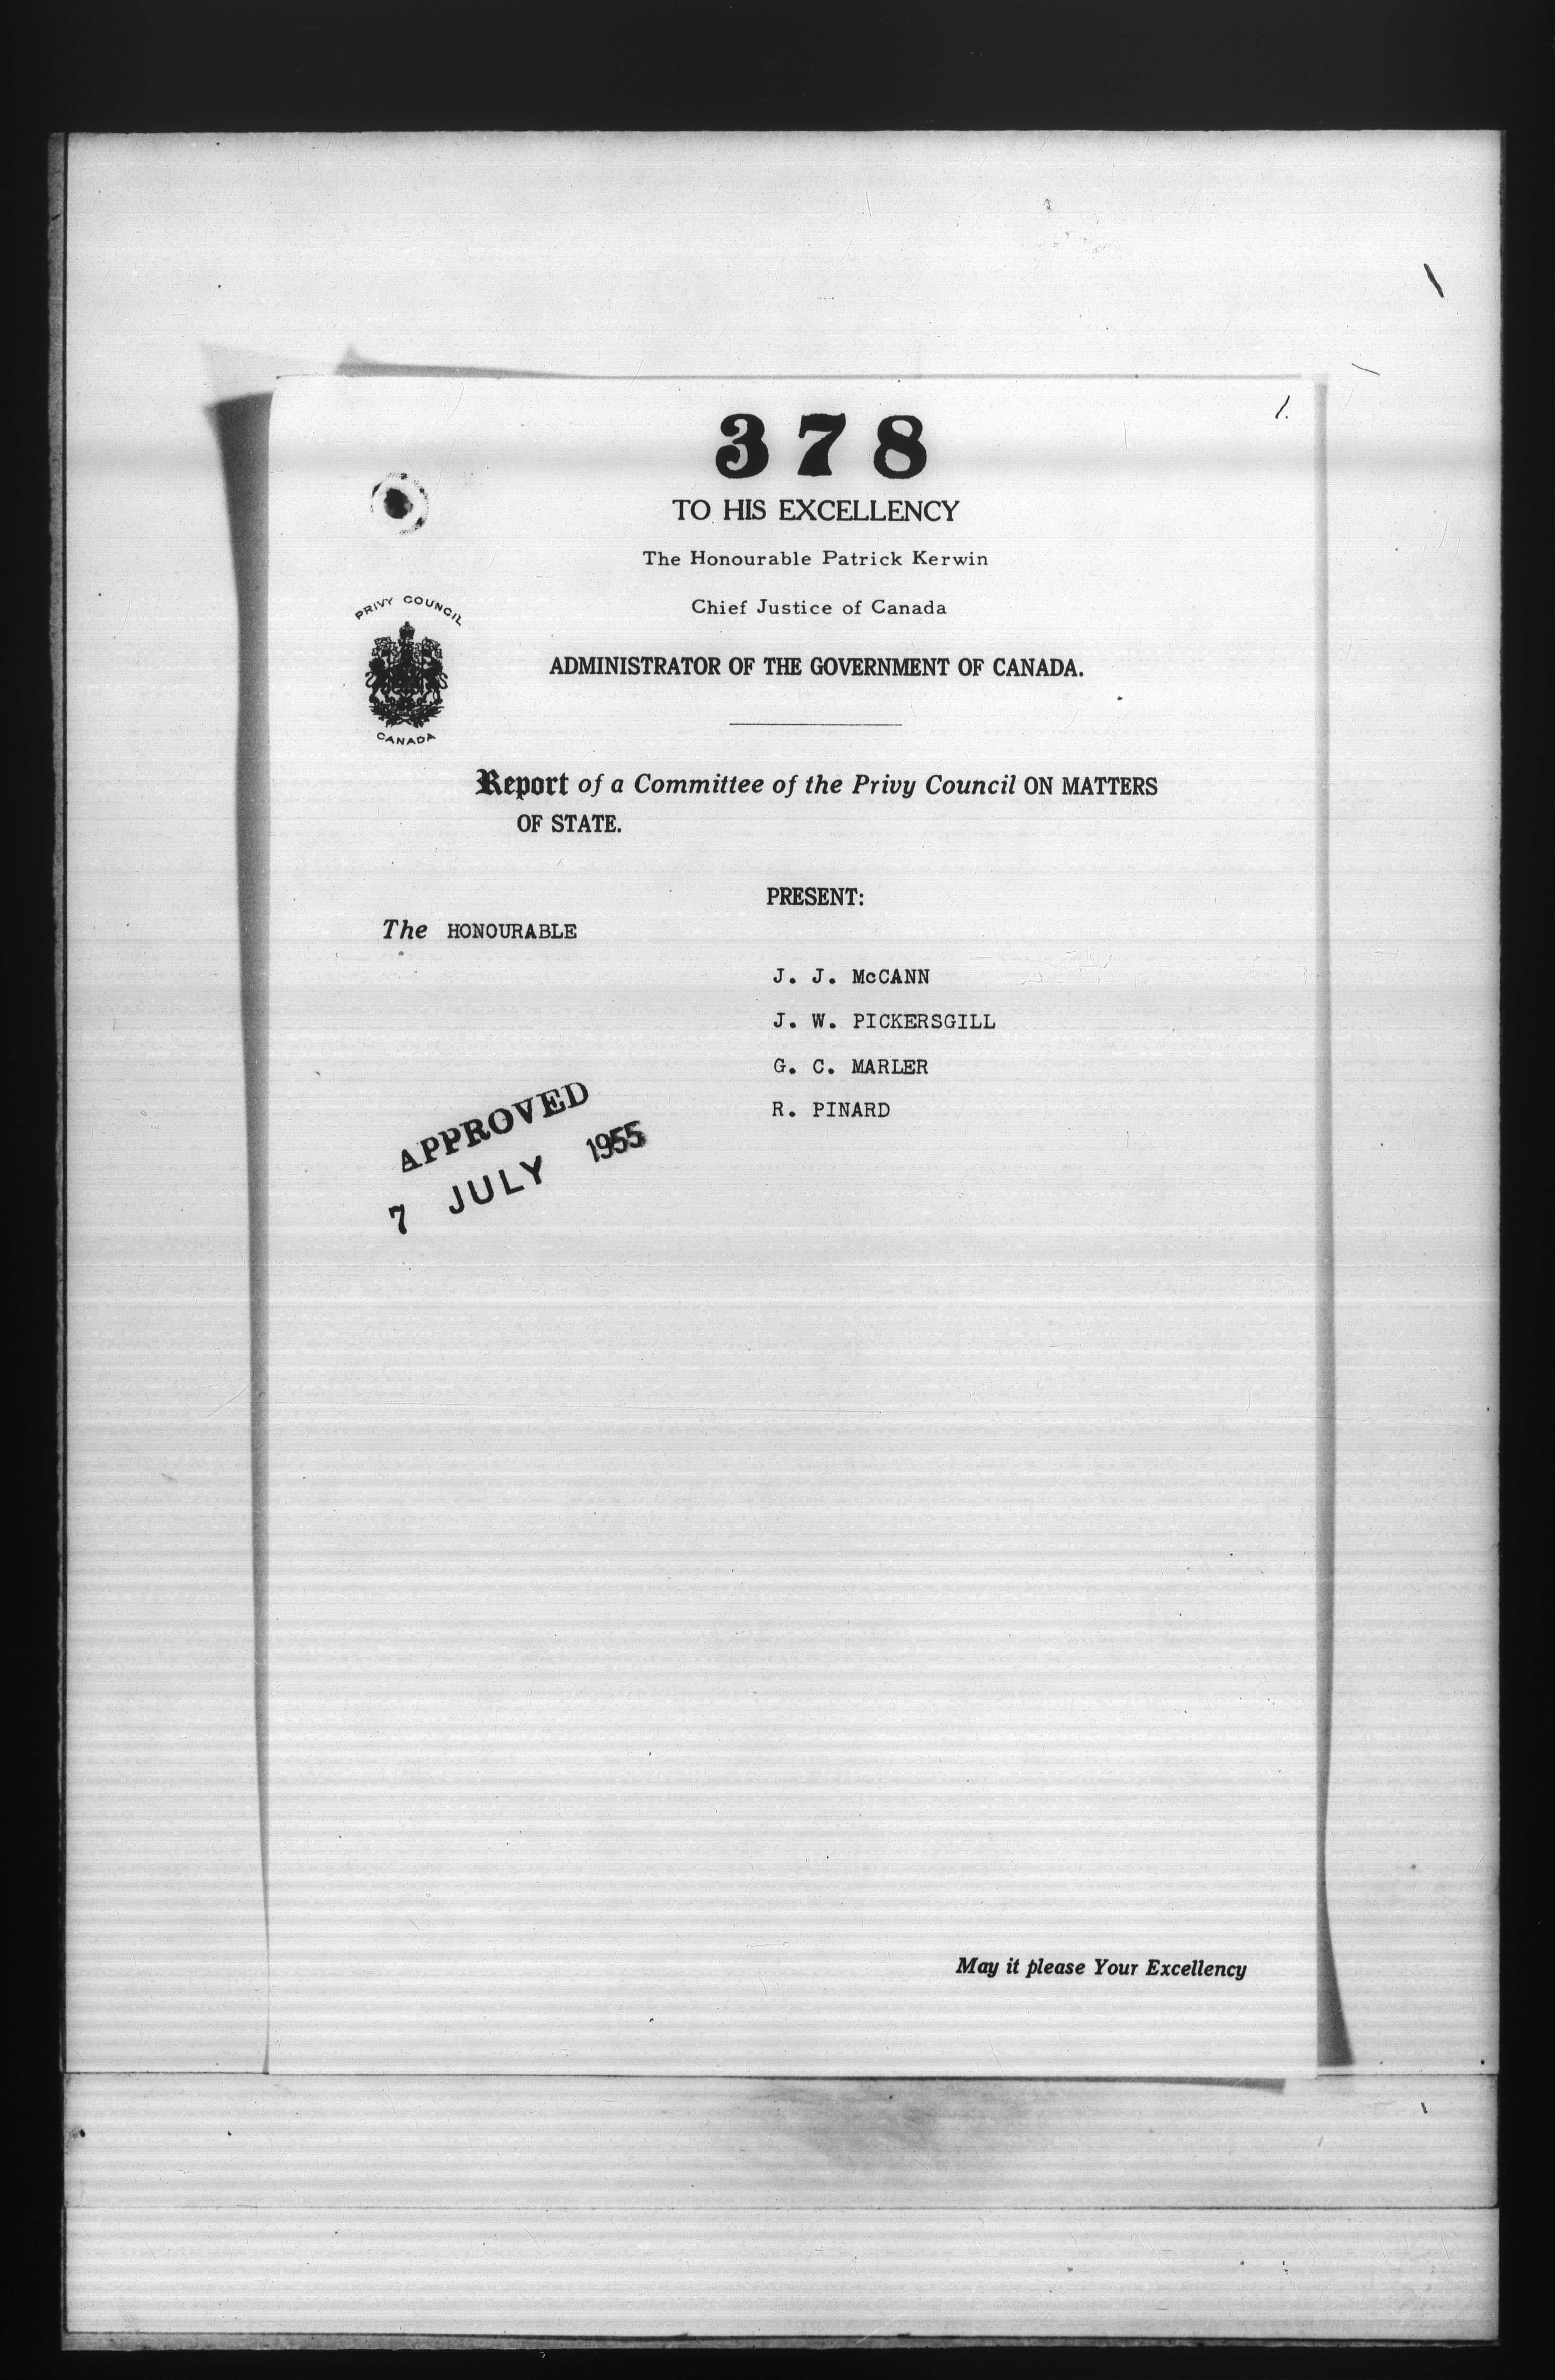 378
1.
TO HIS EXCELLENCY
The Honourable Patrick Kerwin
Chief Justice of Canada
PRIVY COUNCIL
CANADA
ADMINISTRATOR OF THE GOVERNMENT OF CANADA.
Report of a Committee of the Privy Council ON MATTERS
OF STATE.
PRESENT:
The HONOURABLE
J. J. McCANN
J. W. PICKERSGILL
G. C. MARLER
R. PINARD
APPROVED
7 JULY 1955
May it please Your Excellency